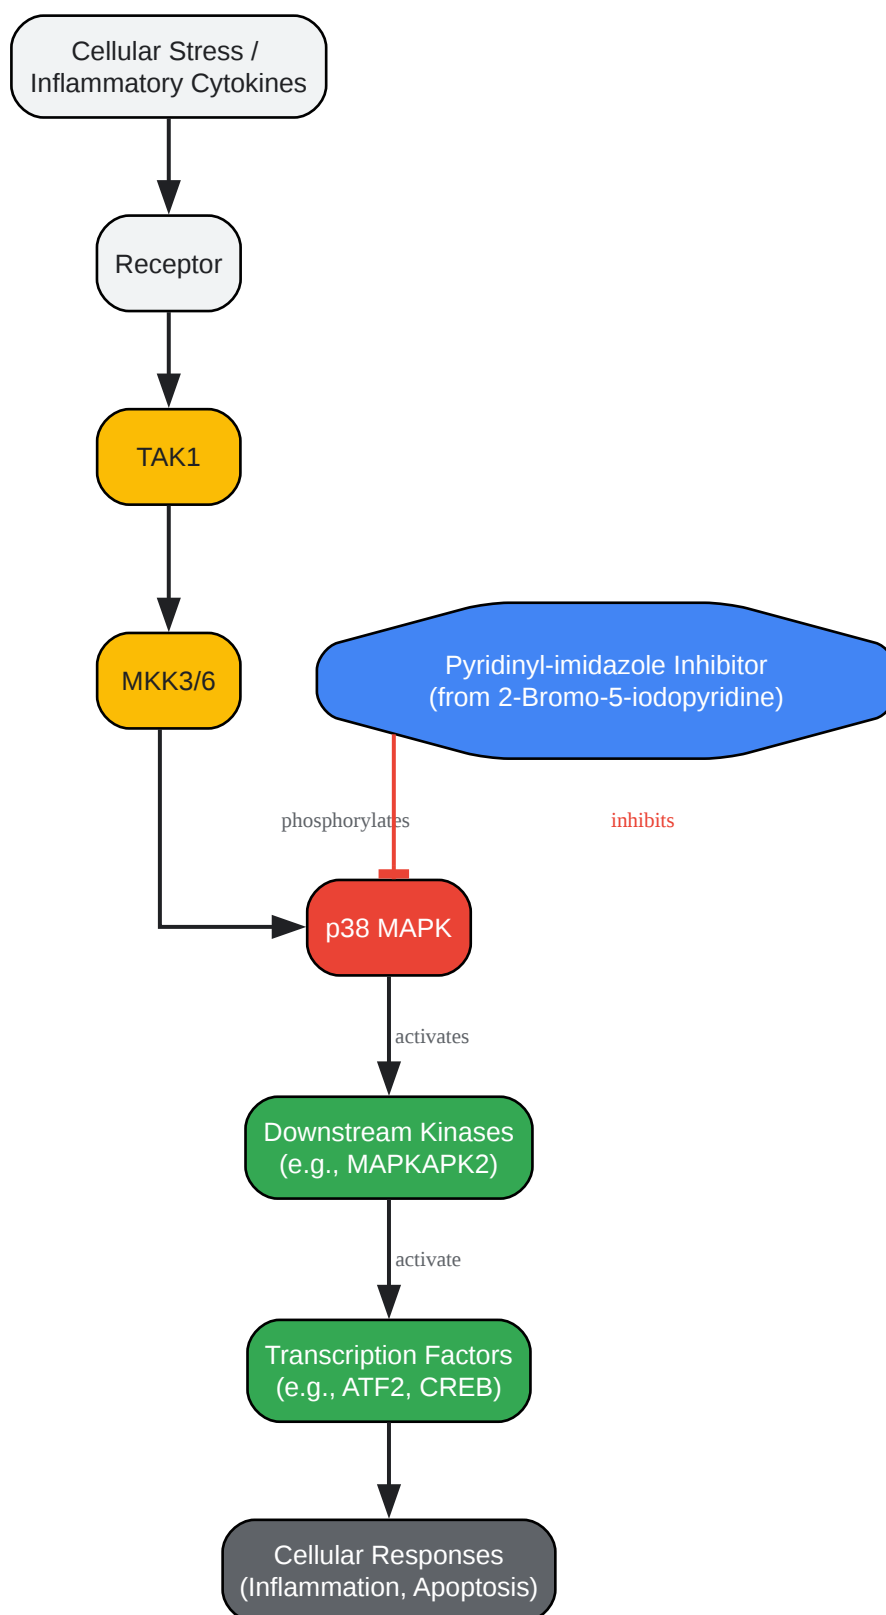 Cellular Stress /
Inflammatory Cytokines
Receptor
TAK1
MKK3/6
Pyridinyl-imidazole Inhibitor
(from 2-Bromo-5-iodopyridine)
phosphorylates
inhibits
p38 MAPK
activates
Downstream Kinases
(e.g., MAPKAPK2)
activate
Transcription Factors
(e.g., ATF2, CREB)
Cellular Responses
(Inflammation, Apoptosis)